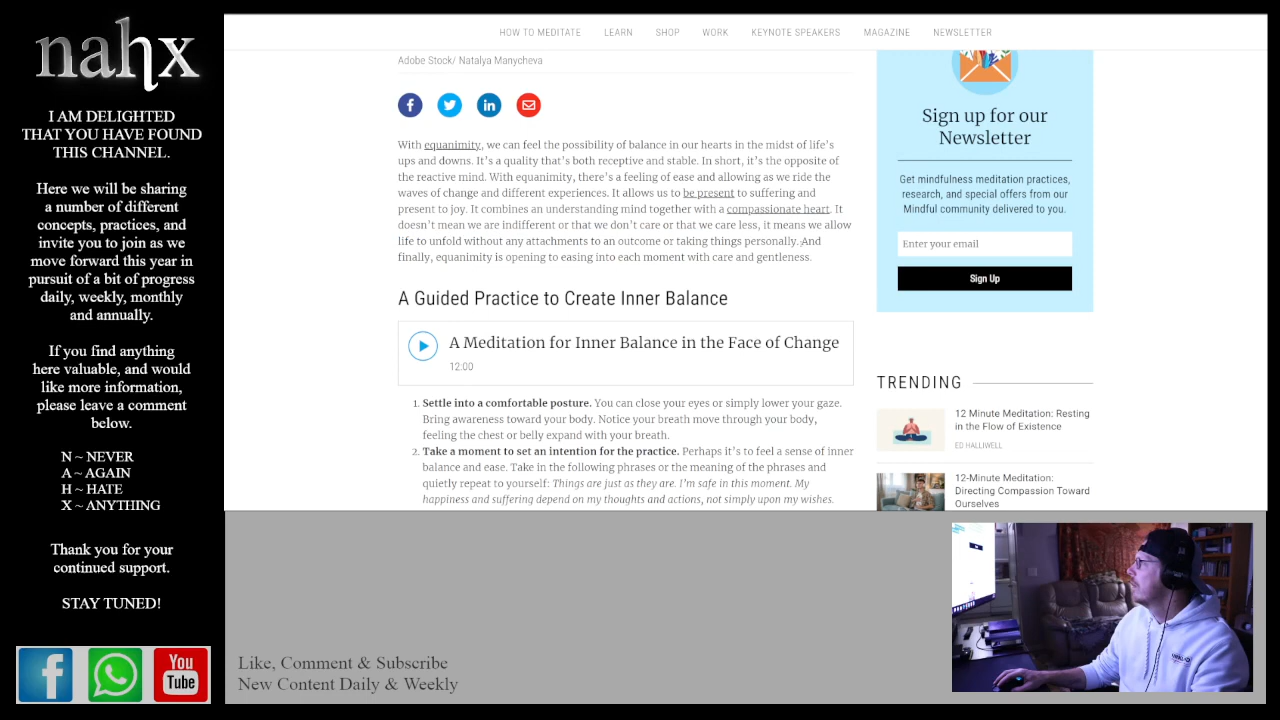 nahx
I AM DELIGHTED
THAT YOU HAVE FOUND
THIS CHANNEL.
Here we will be sharing
a number of different
concepts, practices, and
invite you to join as we
move forward this year in
pursuit of a bit of progress
daily, weekly, monthly
and annually.
If you find anything
here valuable, and would
like more information,
please leave a comment
below.
N ~ NEVER
A ~ AGAIN
H ~ HATE
X ~ ANYTHING
Thank you for your
continued support.
STAY TUNED!
You
Tube
HOW TO MEDITATE LEARN SHOP WORK KEYNOTE SPEAKERS MAGAZINE NEWSLETTER
Adobe Stock/ Natalya Manycheva
With equanimity, we can feel the possibility of balance in our hearts in the midst of life's
ups and downs. It's a quality that's both receptive and stable. In short, it's the opposite of
the reactive mind. With equanimity, there's a feeling of ease and allowing as we ride the
waves of change and different experiences. It allows us to be present to suffering and
present to joy. It combines an understanding mind together with a compassionate heart. It
doesn't mean we are indifferent or that we don't care or that we care less, it means we allow
life to unfold without any attachments to an outcome or taking things personally. And
finally, equanimity is opening to easing into each moment with care and gentleness.
A Guided Practice to Create Inner Balance
A Meditation for Inner Balance in the Face of Change
12:00
1. Settle into a comfortable posture. You can close your eyes or simply lower your gaze.
Bring awareness toward your body. Notice your breath move through your body,
feeling the chest or belly expand with your breath.
2. Take a moment to set an intention for the practice. Perhaps it's to feel a sense of inner
balance and ease. Take in the following phrases or the meaning of the phrases and
quietly repeat to yourself: Things are just as they are. I'm safe in this moment. My
happiness and suffering depend on my thoughts and actions, not simply upon my wishes.
Sign up for our
Newsletter
Get mindfulness meditation practices,
research, and special offers from our
Mindful community delivered to you.
Enter your email
Sign Up
TRENDING
12 Minute Meditation: Resting
in the Flow of Existence
ED HALLIWELL
12-Minute Meditation:
Directing Compassion Toward
Ourselves
Like, Comment & Subscribe
New Content Daily & Weekly